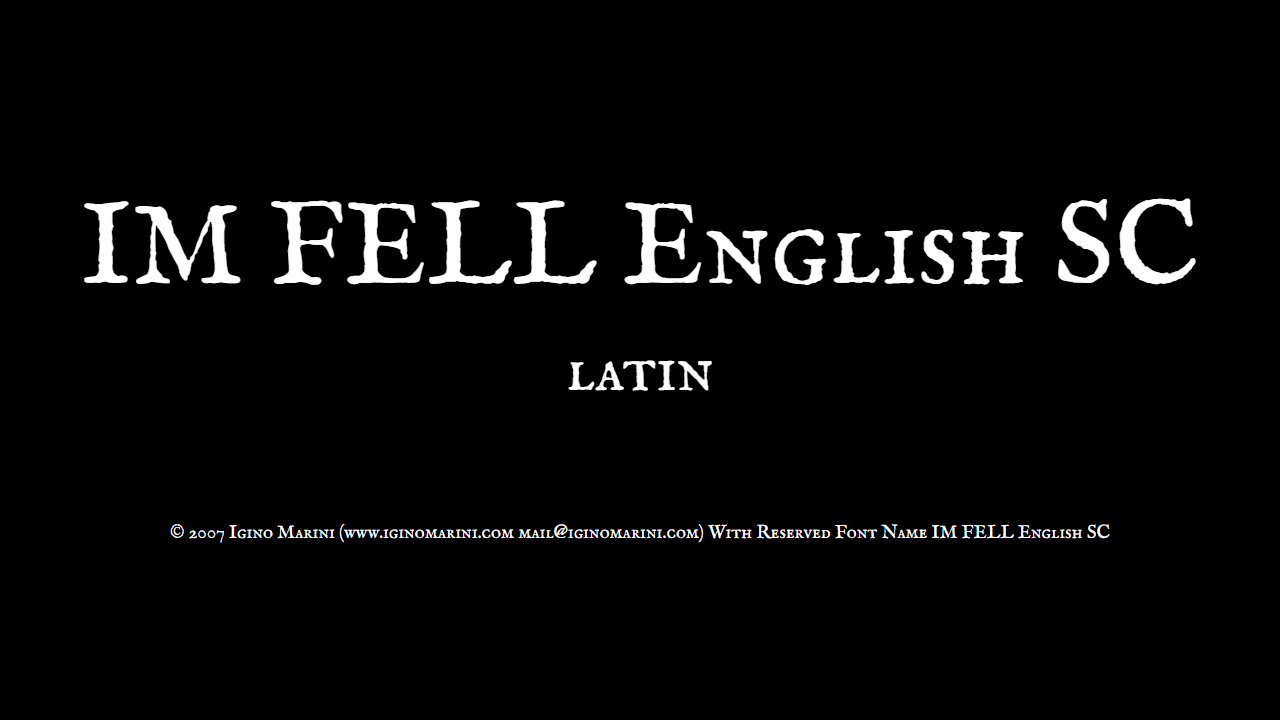 IM FELL English SC
latin
© 2007 Igino Marini (www.iginomarini.com mail@iginomarini.com) With Reserved Font Name IM FELL English SC